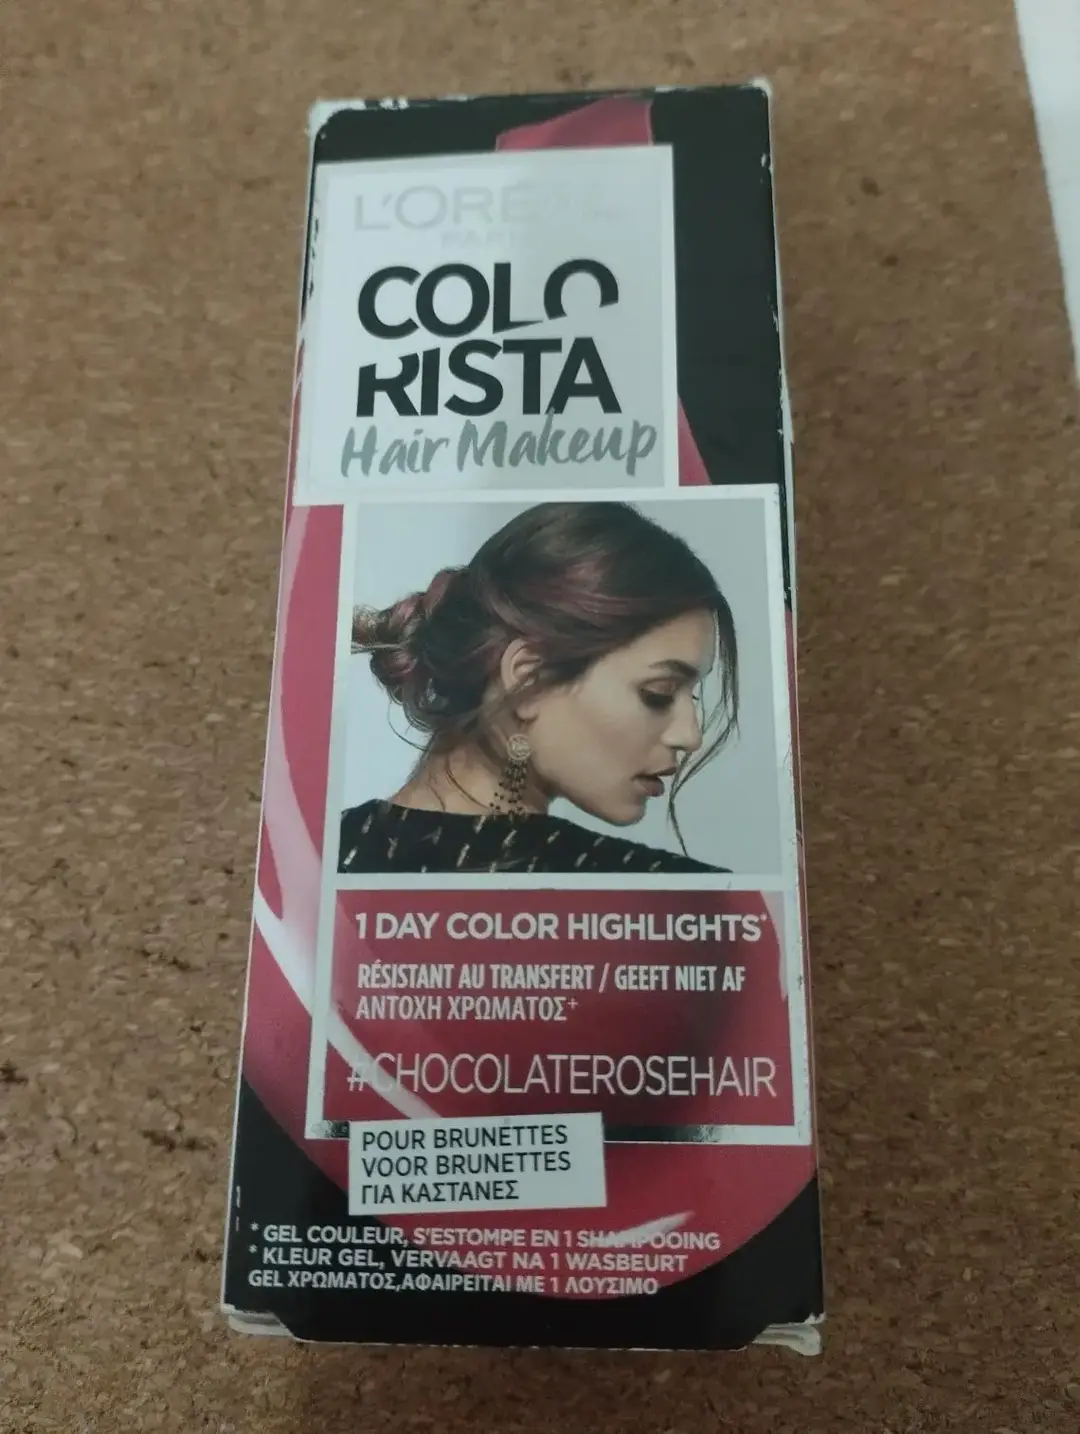 L'ORÉAL
PARIS
COLO
RISTA
Hair Makeup
1 DAY COLOR HIGHLIGHTS*
RÉSISTANT AU TRANSFERT / GEEFT NIET AF
ΑΝΤΟΧΗ ΧΡΩΜΑΤΟΣ+
#CHOCOLATEROSEHAIR
POUR BRUNETTES
VOOR BRUNETTES
ΓΙΑ ΚΑΣΤΑΝΕΣ
* GEL COULEUR, S'ESTOMPE EN 1 SHAMPOOING
* KLEUR GEL, VERVAAGT NA 1 WASBEURT
GEL ΧΡΩΜΑΤΟΣ,ΑΦΑΙΡΕΙΤΑΙ ΜΕ 1 ΛΟΥΣΙΜΟ